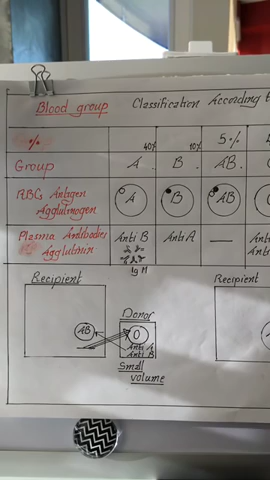 Blood group Classification According t
% 40% 10% 5%
Group A. B. AB.
RBC Antigen A B AB
Agglutinogen
Plasma Antibodies Anti B Anti A —
Agglutinin
Ig M
Recipient Donor Recipient
AB O
Anti A
Anti B
Small
volume